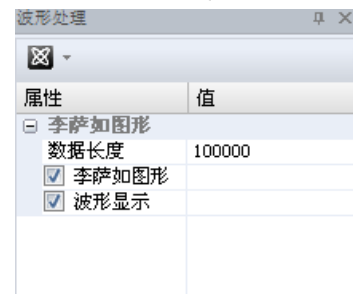 波形处理
属性 值
李萨如图形
数据长度 100000
李萨如图形
波形显示